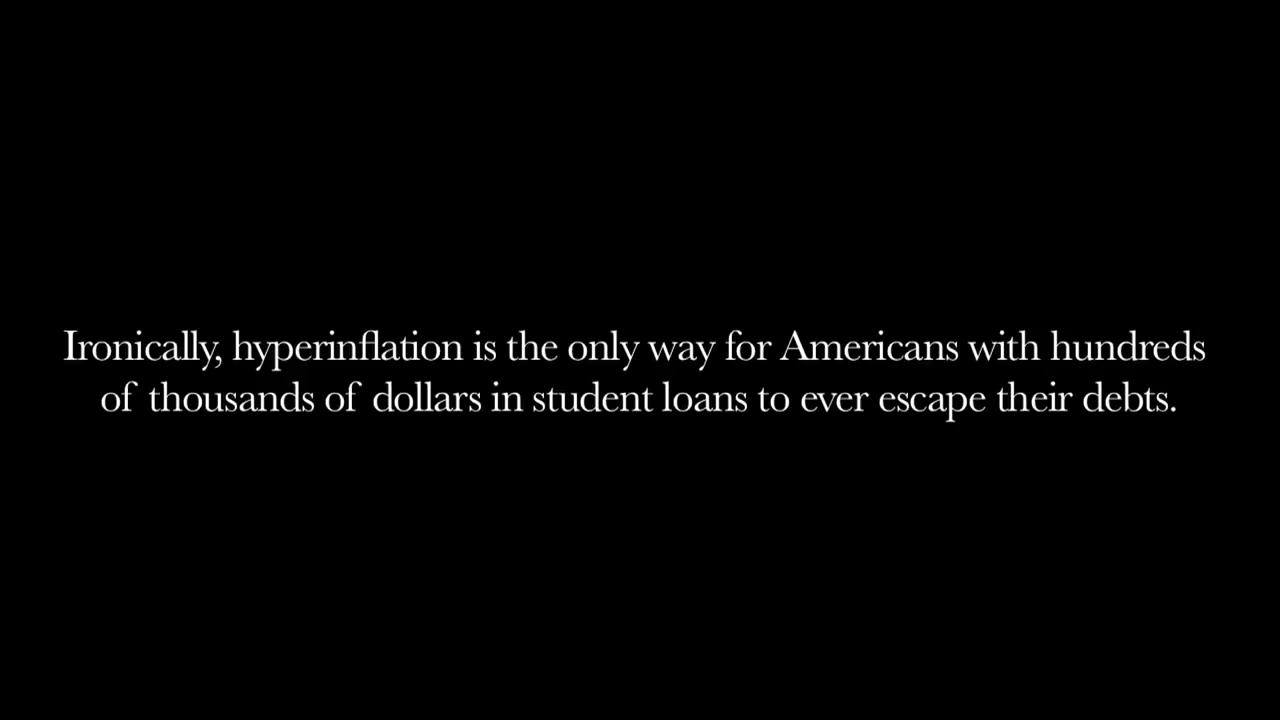 Ironically, hyperinflation is the only way for Americans with hundreds
of thousands of dollars in student loans to ever escape their debts.